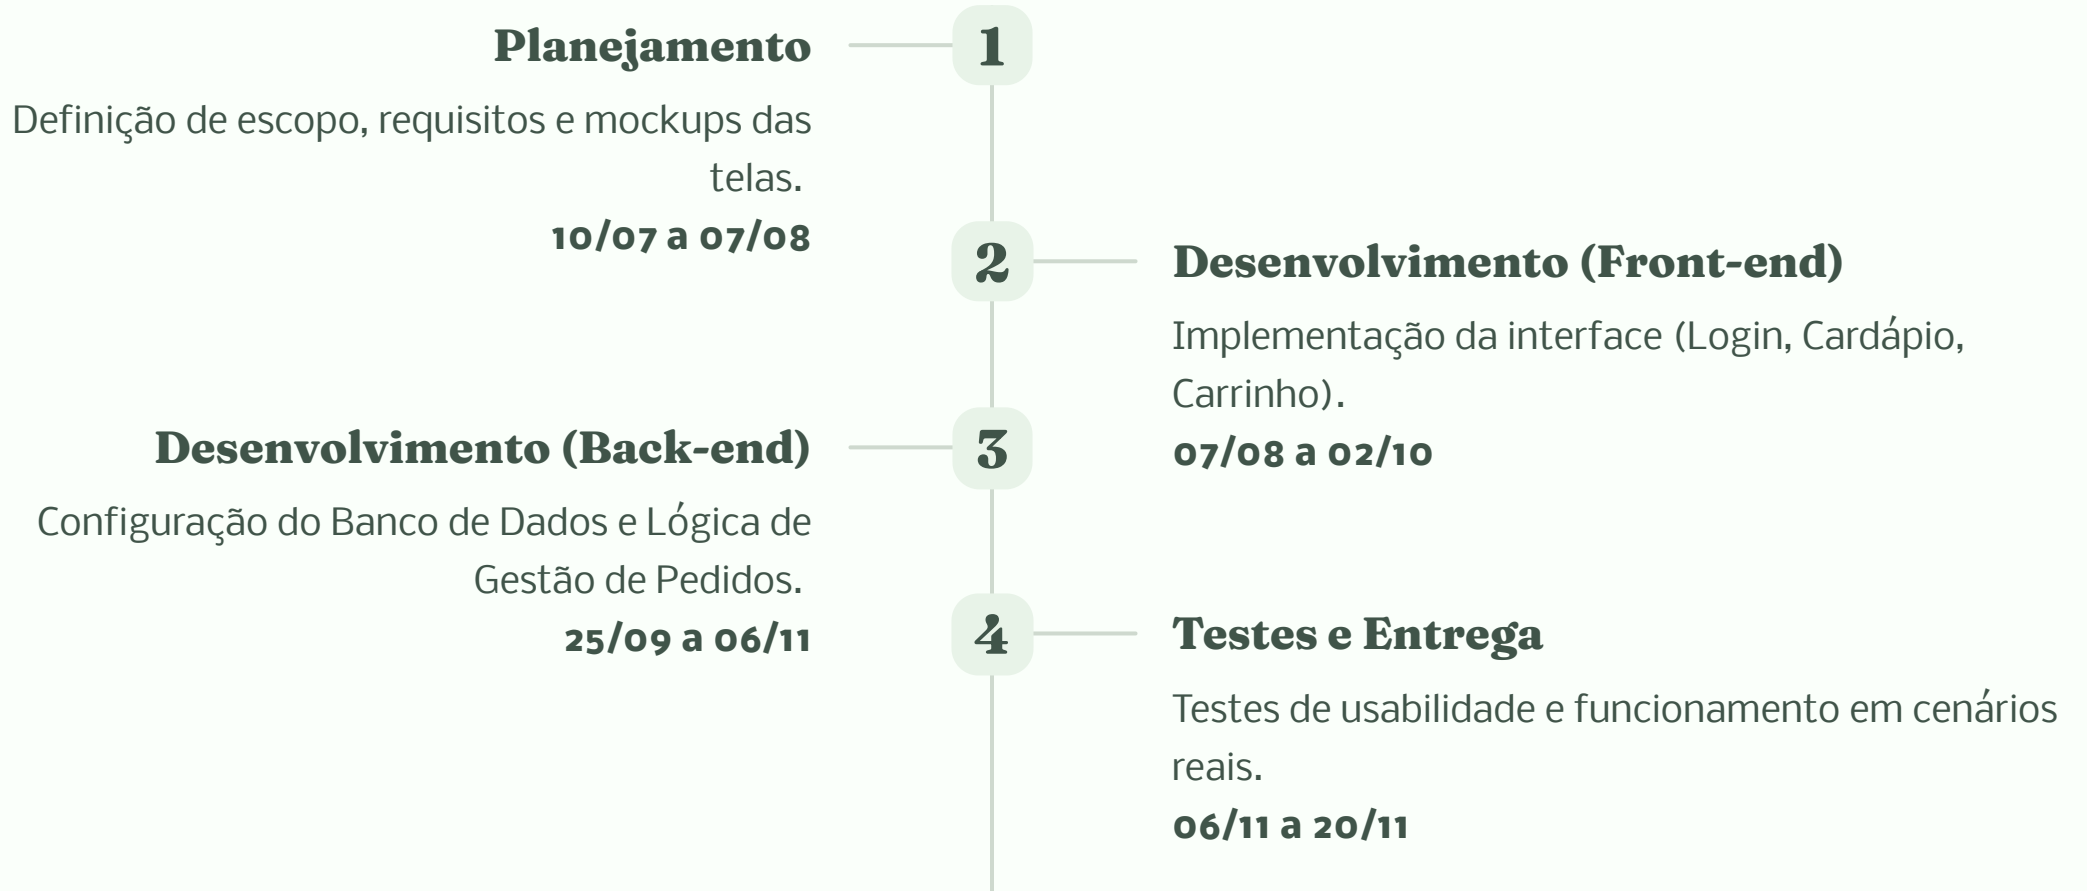 1
Planejamento
Definição de escopo, requisitos e mockups das
telas.
10/07 a 07/08
2
Desenvolvimento (Front-end)
Implementação da interface (Login, Cardápio,
Carrinho).
07/08 a 02/10
3
Desenvolvimento (Back-end)
Configuração do Banco de Dados e Lógica de
Gestão de Pedidos.
25/09 a 06/11
4
Testes e Entrega
Testes de usabilidade e funcionamento em cenários
reais.
06/11 a 20/11